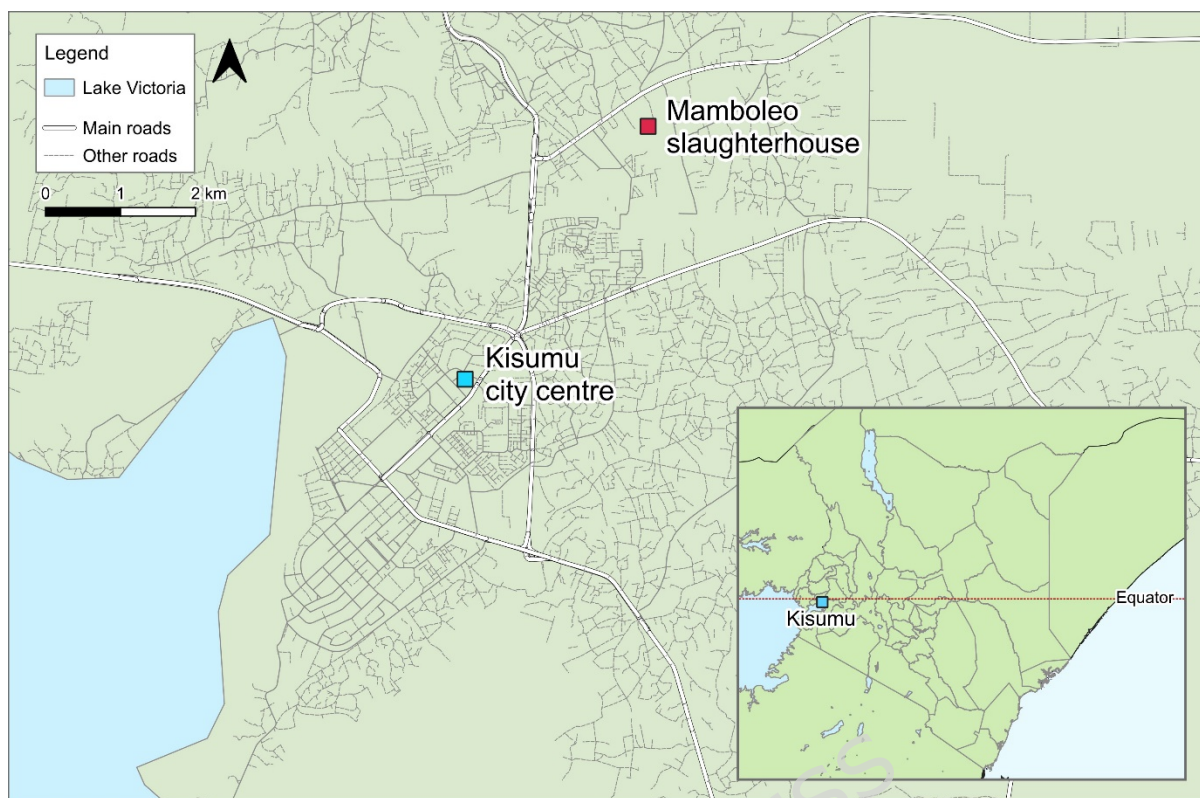 Legend
Lake Victoria
Main roads
Other roads
0 1 2 km
Mamboleo
slaughterhouse
Kisumu
city centre
Equator
Kisumu